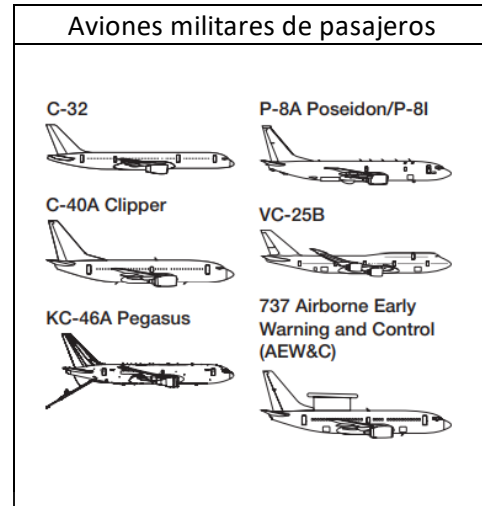 Aviones militares de pasajeros
C-32
P-8A Poseidon/P-8I
C-40A Clipper
VC-25B
KC-46A Pegasus
737 Airborne Early
Warning and Control
(AEW&C)